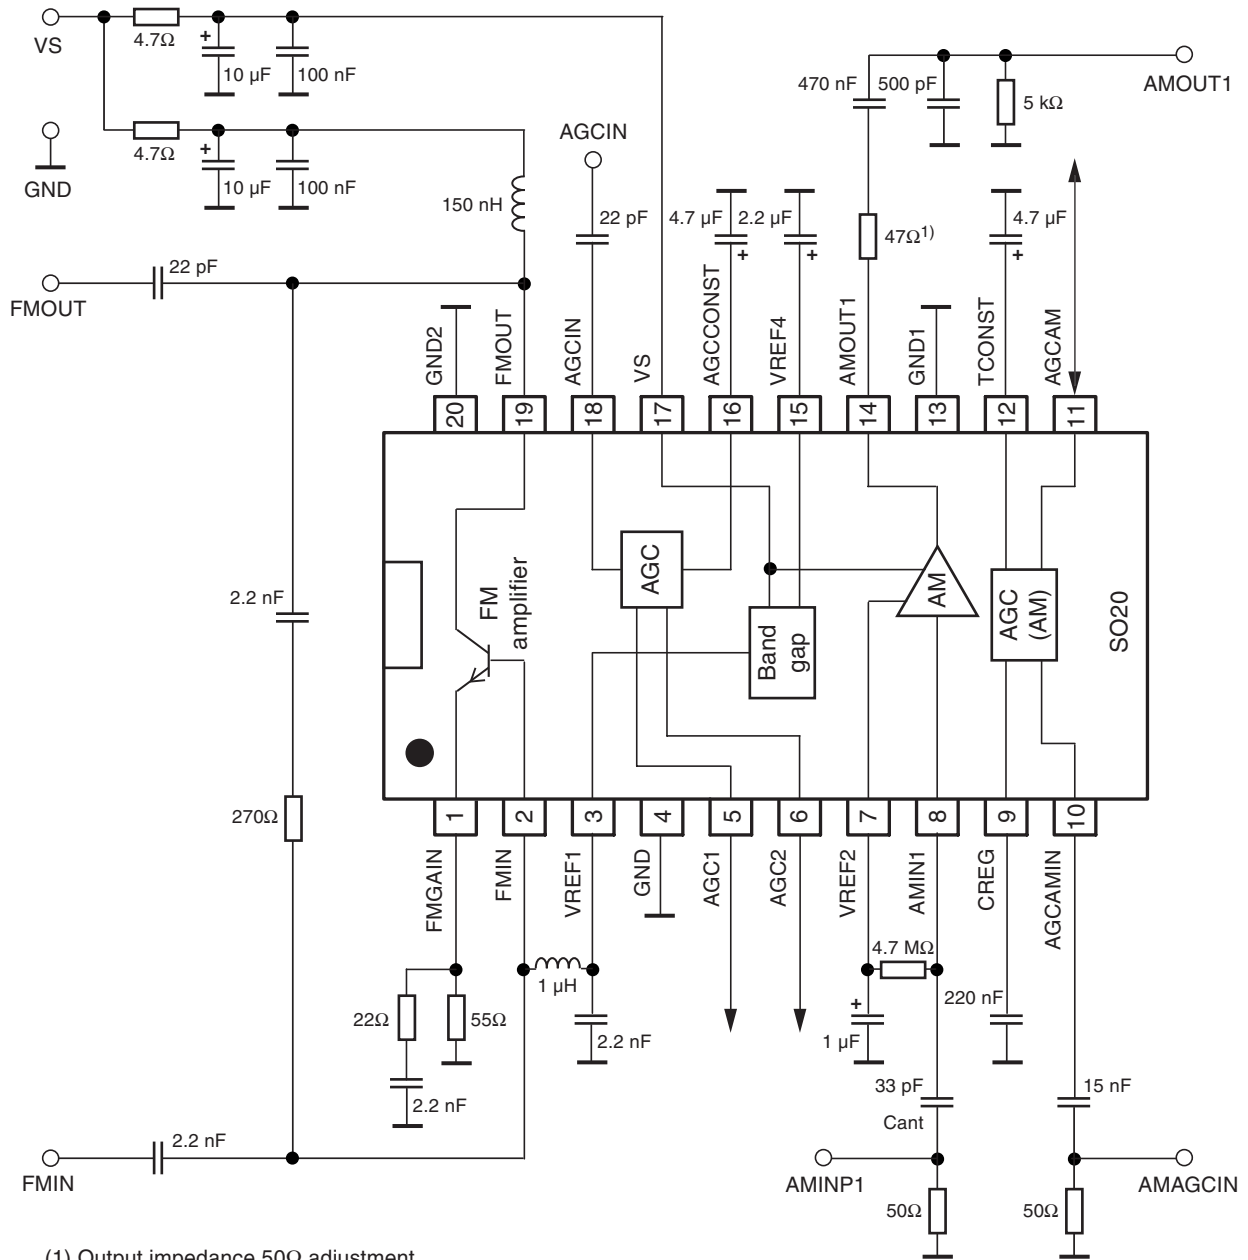 VS
4.7Ω
+
10 µF
100 nF
GND
4.7Ω
+
10 µF
100 nF
150 nH
AGCIN
22 pF
4.7 µF
+
2.2 µF
+
470 nF
500 pF
5 kΩ
AMOUT1
47Ω1)
4.7 µF
+
FMOUT
22 pF
GND2
FMOUT
AGCIN
VS
AGCCONST
VREF4
AMOUT1
GND1
TCONST
AGCAM
20
19
18
17
16
15
14
13
12
11
FM
amplifier
AGC
Band
gap
AM
AGC
(AM)
SO20
2.2 nF
270Ω
1
2
3
4
5
6
7
8
9
10
FMGAIN
FMIN
VREF1
GND
AGC1
AGC2
VREF2
AMIN1
CREG
AGCAMIN
22Ω
55Ω
2.2 nF
1 µH
2.2 nF
4.7 MΩ
+
1 µF
220 nF
33 pF
Cant
15 nF
FMIN
2.2 nF
AMINP1
50Ω
50Ω
AMAGCIN
(1) Output impedance 50Ω adjustment